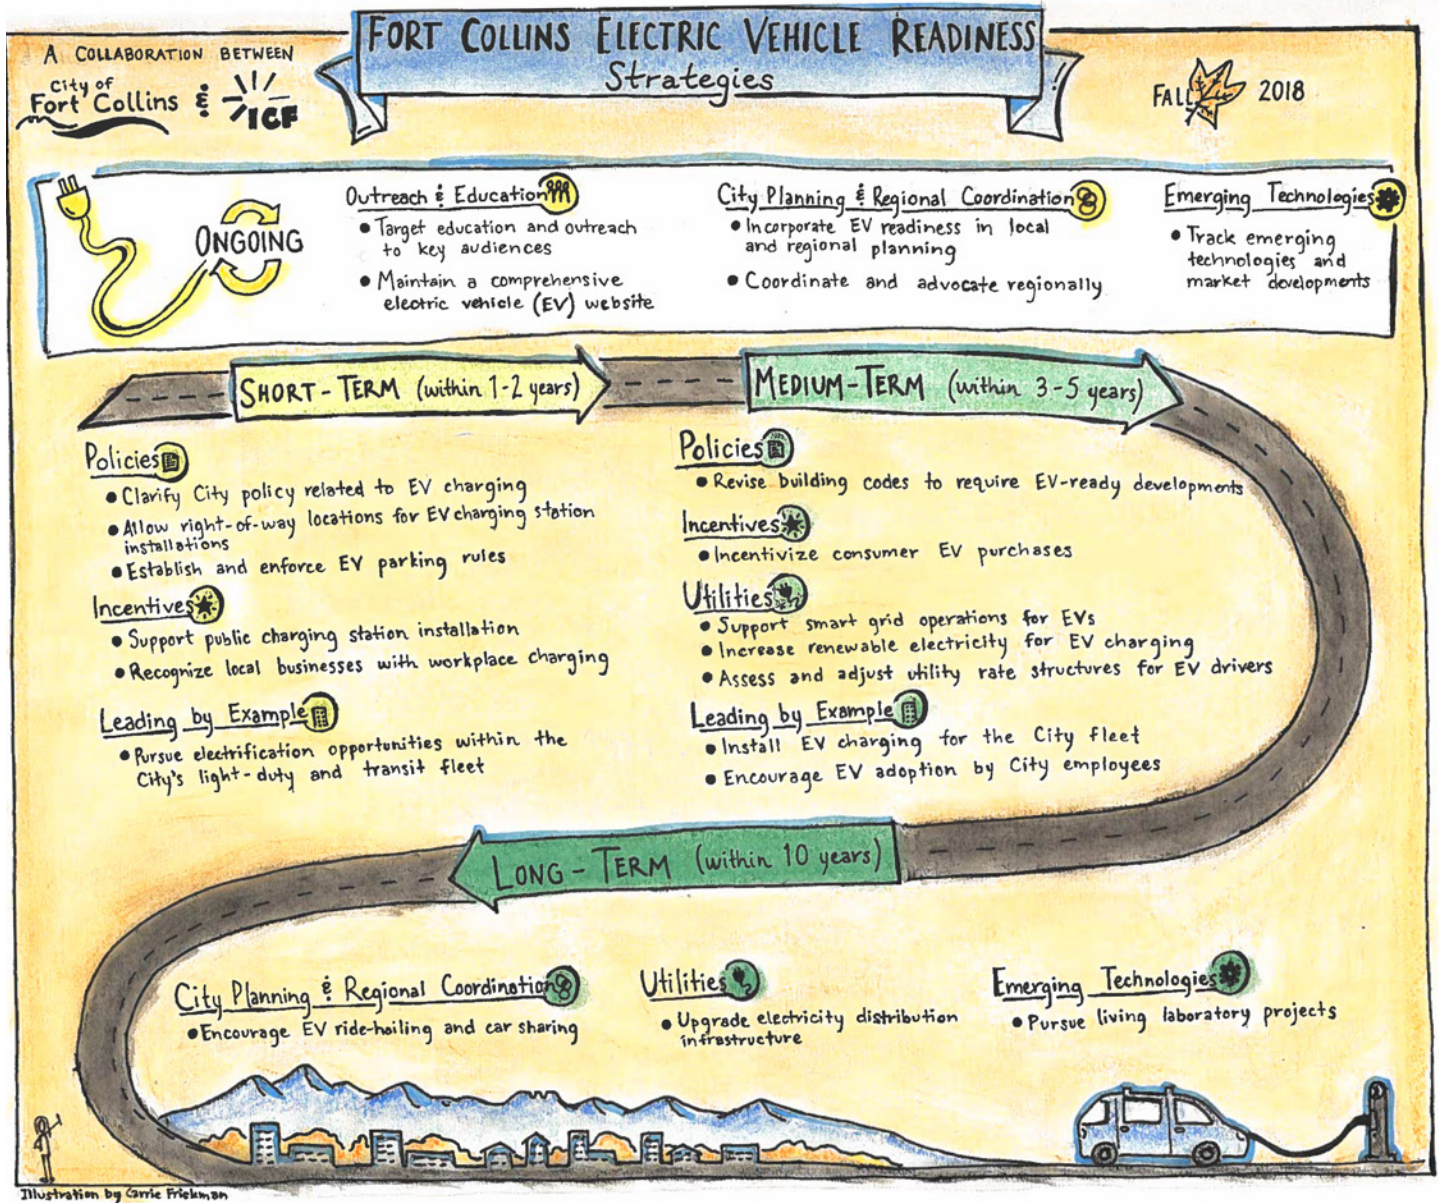 A COLLABORATION BETWEEN
City of
Fort Collins & ICF
FORT COLLINS ELECTRIC VEHICLE READINESS
Strategies
FALL 2018
ONGOING
Outreach & Education
• Target education and outreach
to key audiences
• Maintain a comprehensive
electric vehicle (EV) website
City Planning & Regional Coordination
• Incorporate EV readiness in local
and regional planning
• Coordinate and advocate regionally
Emerging Technologies
• Track emerging
technologies and
market developments
SHORT-TERM (within 1-2 years)
MEDIUM-TERM (within 3-5 years)
Policies
• Clarify City policy related to EV charging
• Allow right-of-way locations for EV charging station
installations
• Establish and enforce EV parking rules
Incentives
• Support public charging station installation
• Recognize local businesses with workplace charging
Leading by Example
• Pursue electrification opportunities within the
City's light-duty and transit fleet
Policies
• Revise building codes to require EV-ready developments
Incentives
• Incentivize consumer EV purchases
Utilities
• Support smart grid operations for EVs
• Increase renewable electricity for EV charging
• Assess and adjust utility rate structures for EV drivers
Leading by Example
• Install EV charging for the City fleet
• Encourage EV adoption by City employees
LONG-TERM (within 10 years)
City Planning & Regional Coordination
• Encourage EV ride-hailing and car sharing
Utilities
• Upgrade electricity distribution
infrastructure
Emerging Technologies
• Pursue living laboratory projects
Illustration by Carrie Frickman